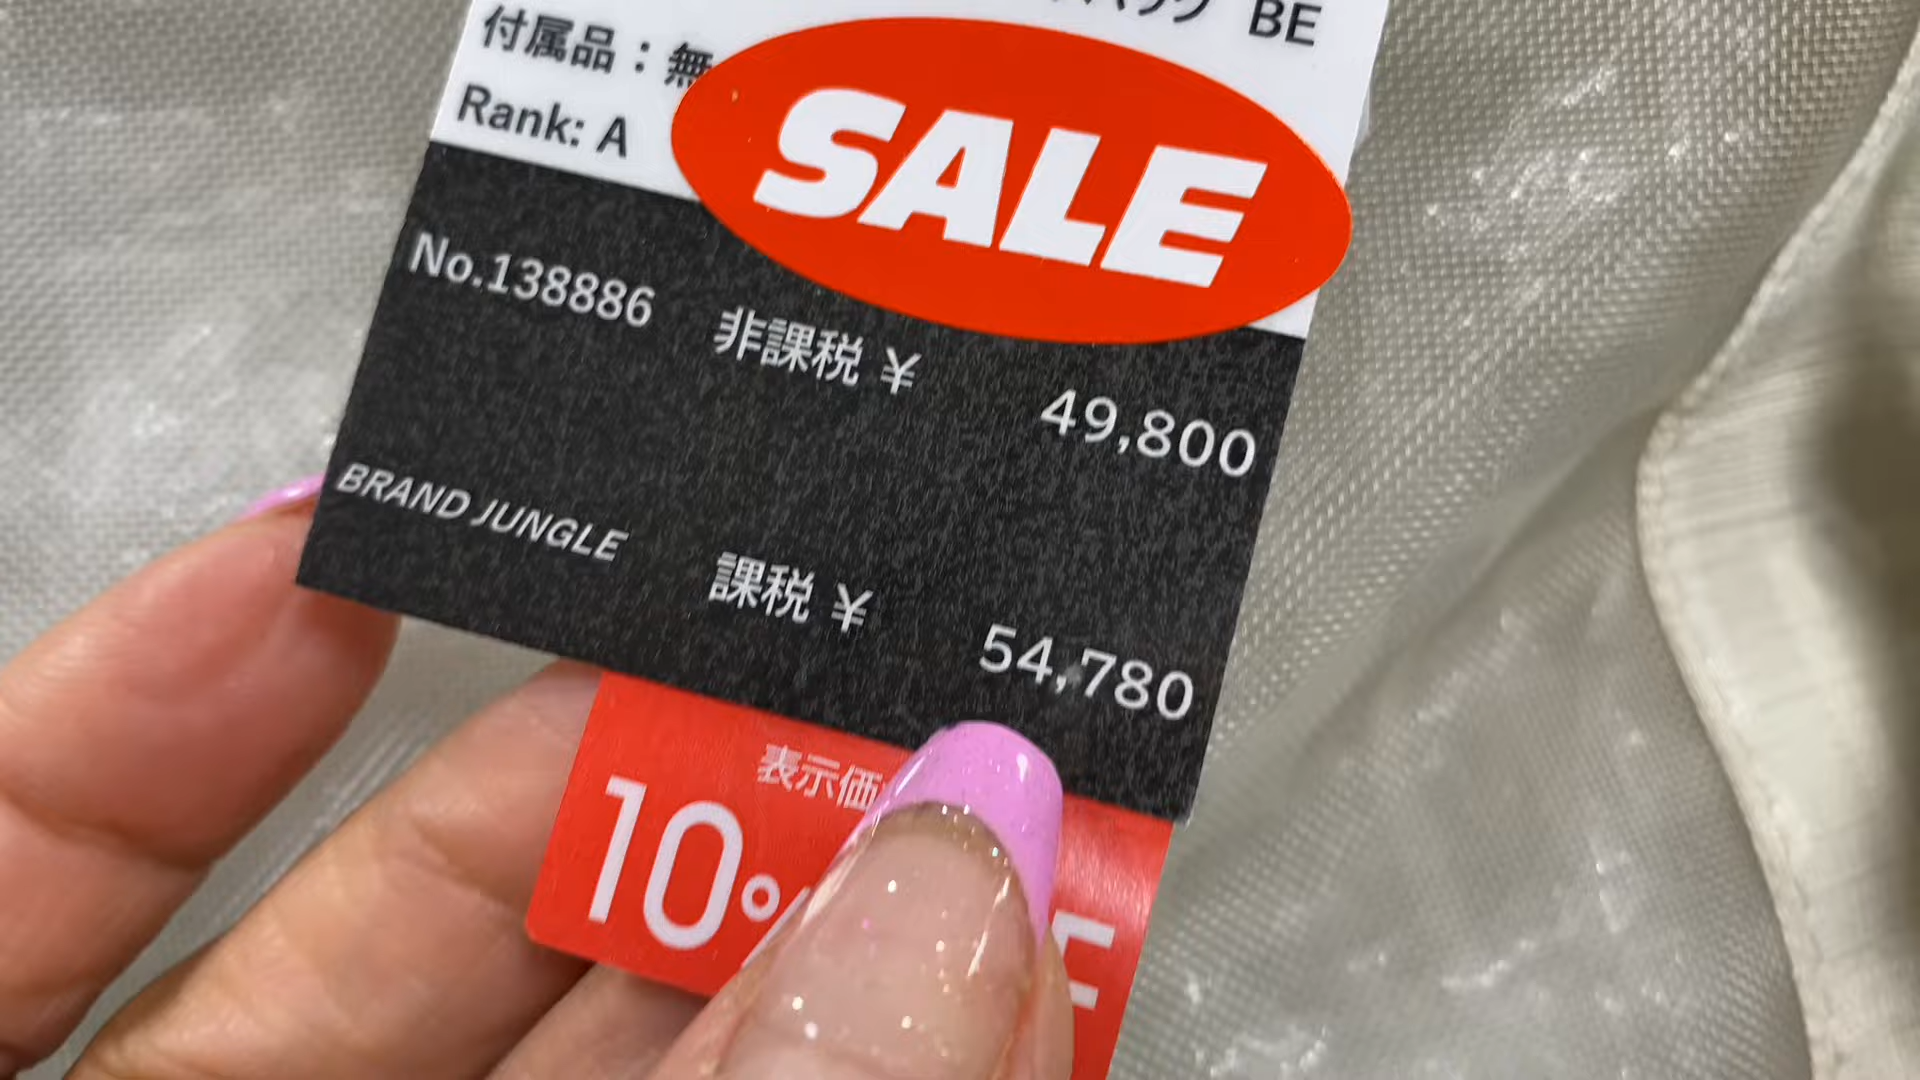 BE
付属品：無
Rank: A
SALE
No.138886
非課税 ¥ 49,800
BRAND JUNGLE
課税 ¥ 54,780
表示価
10%